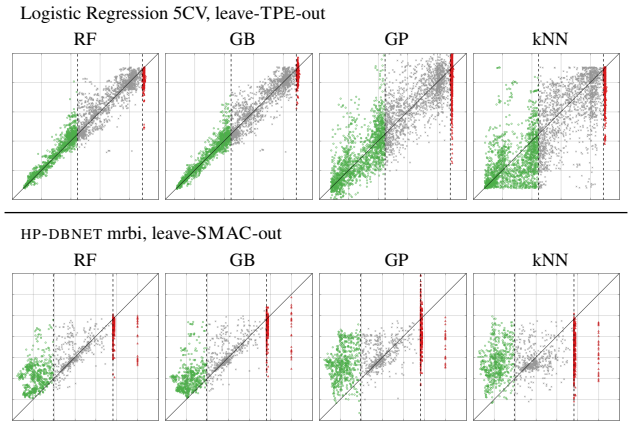 Logistic Regression 5CV, leave-TPE-out
RF GB GP kNN
HP-DBNET mrbi, leave-SMAC-out
RF GB GP kNN